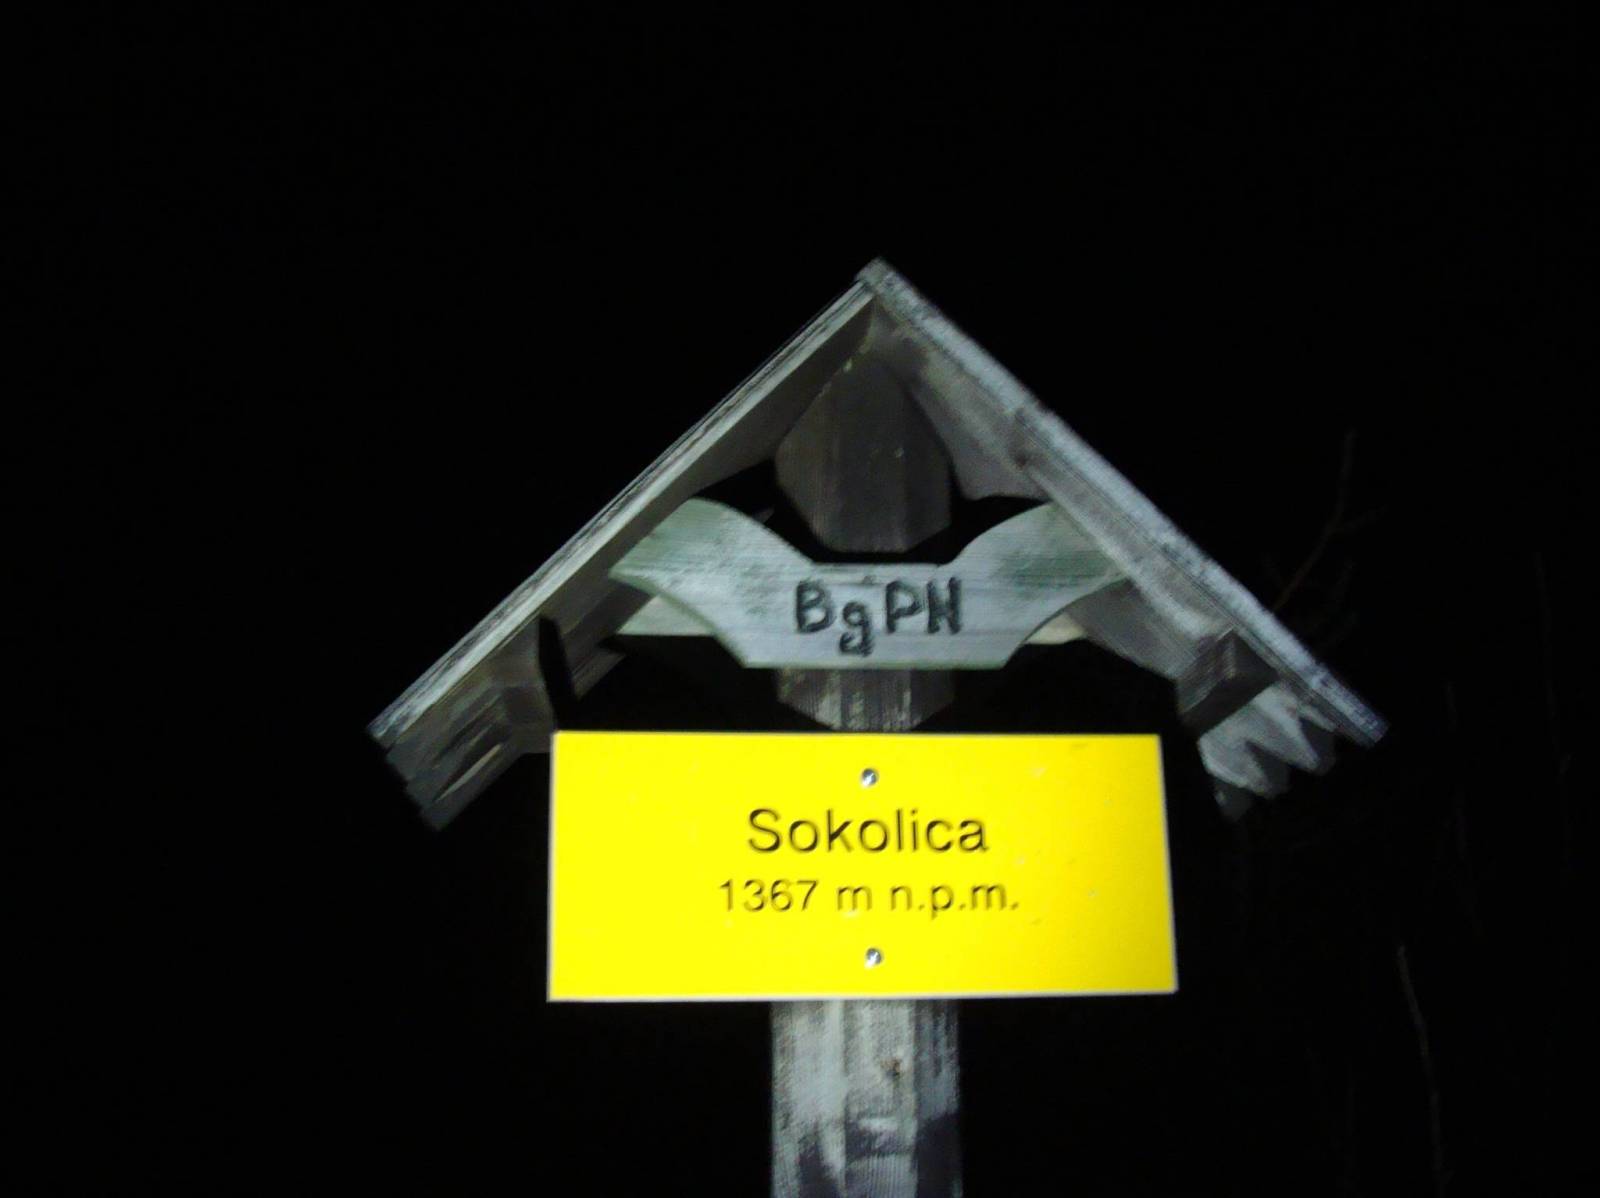 BgPN
Sokolica
1367 m n.p.m.